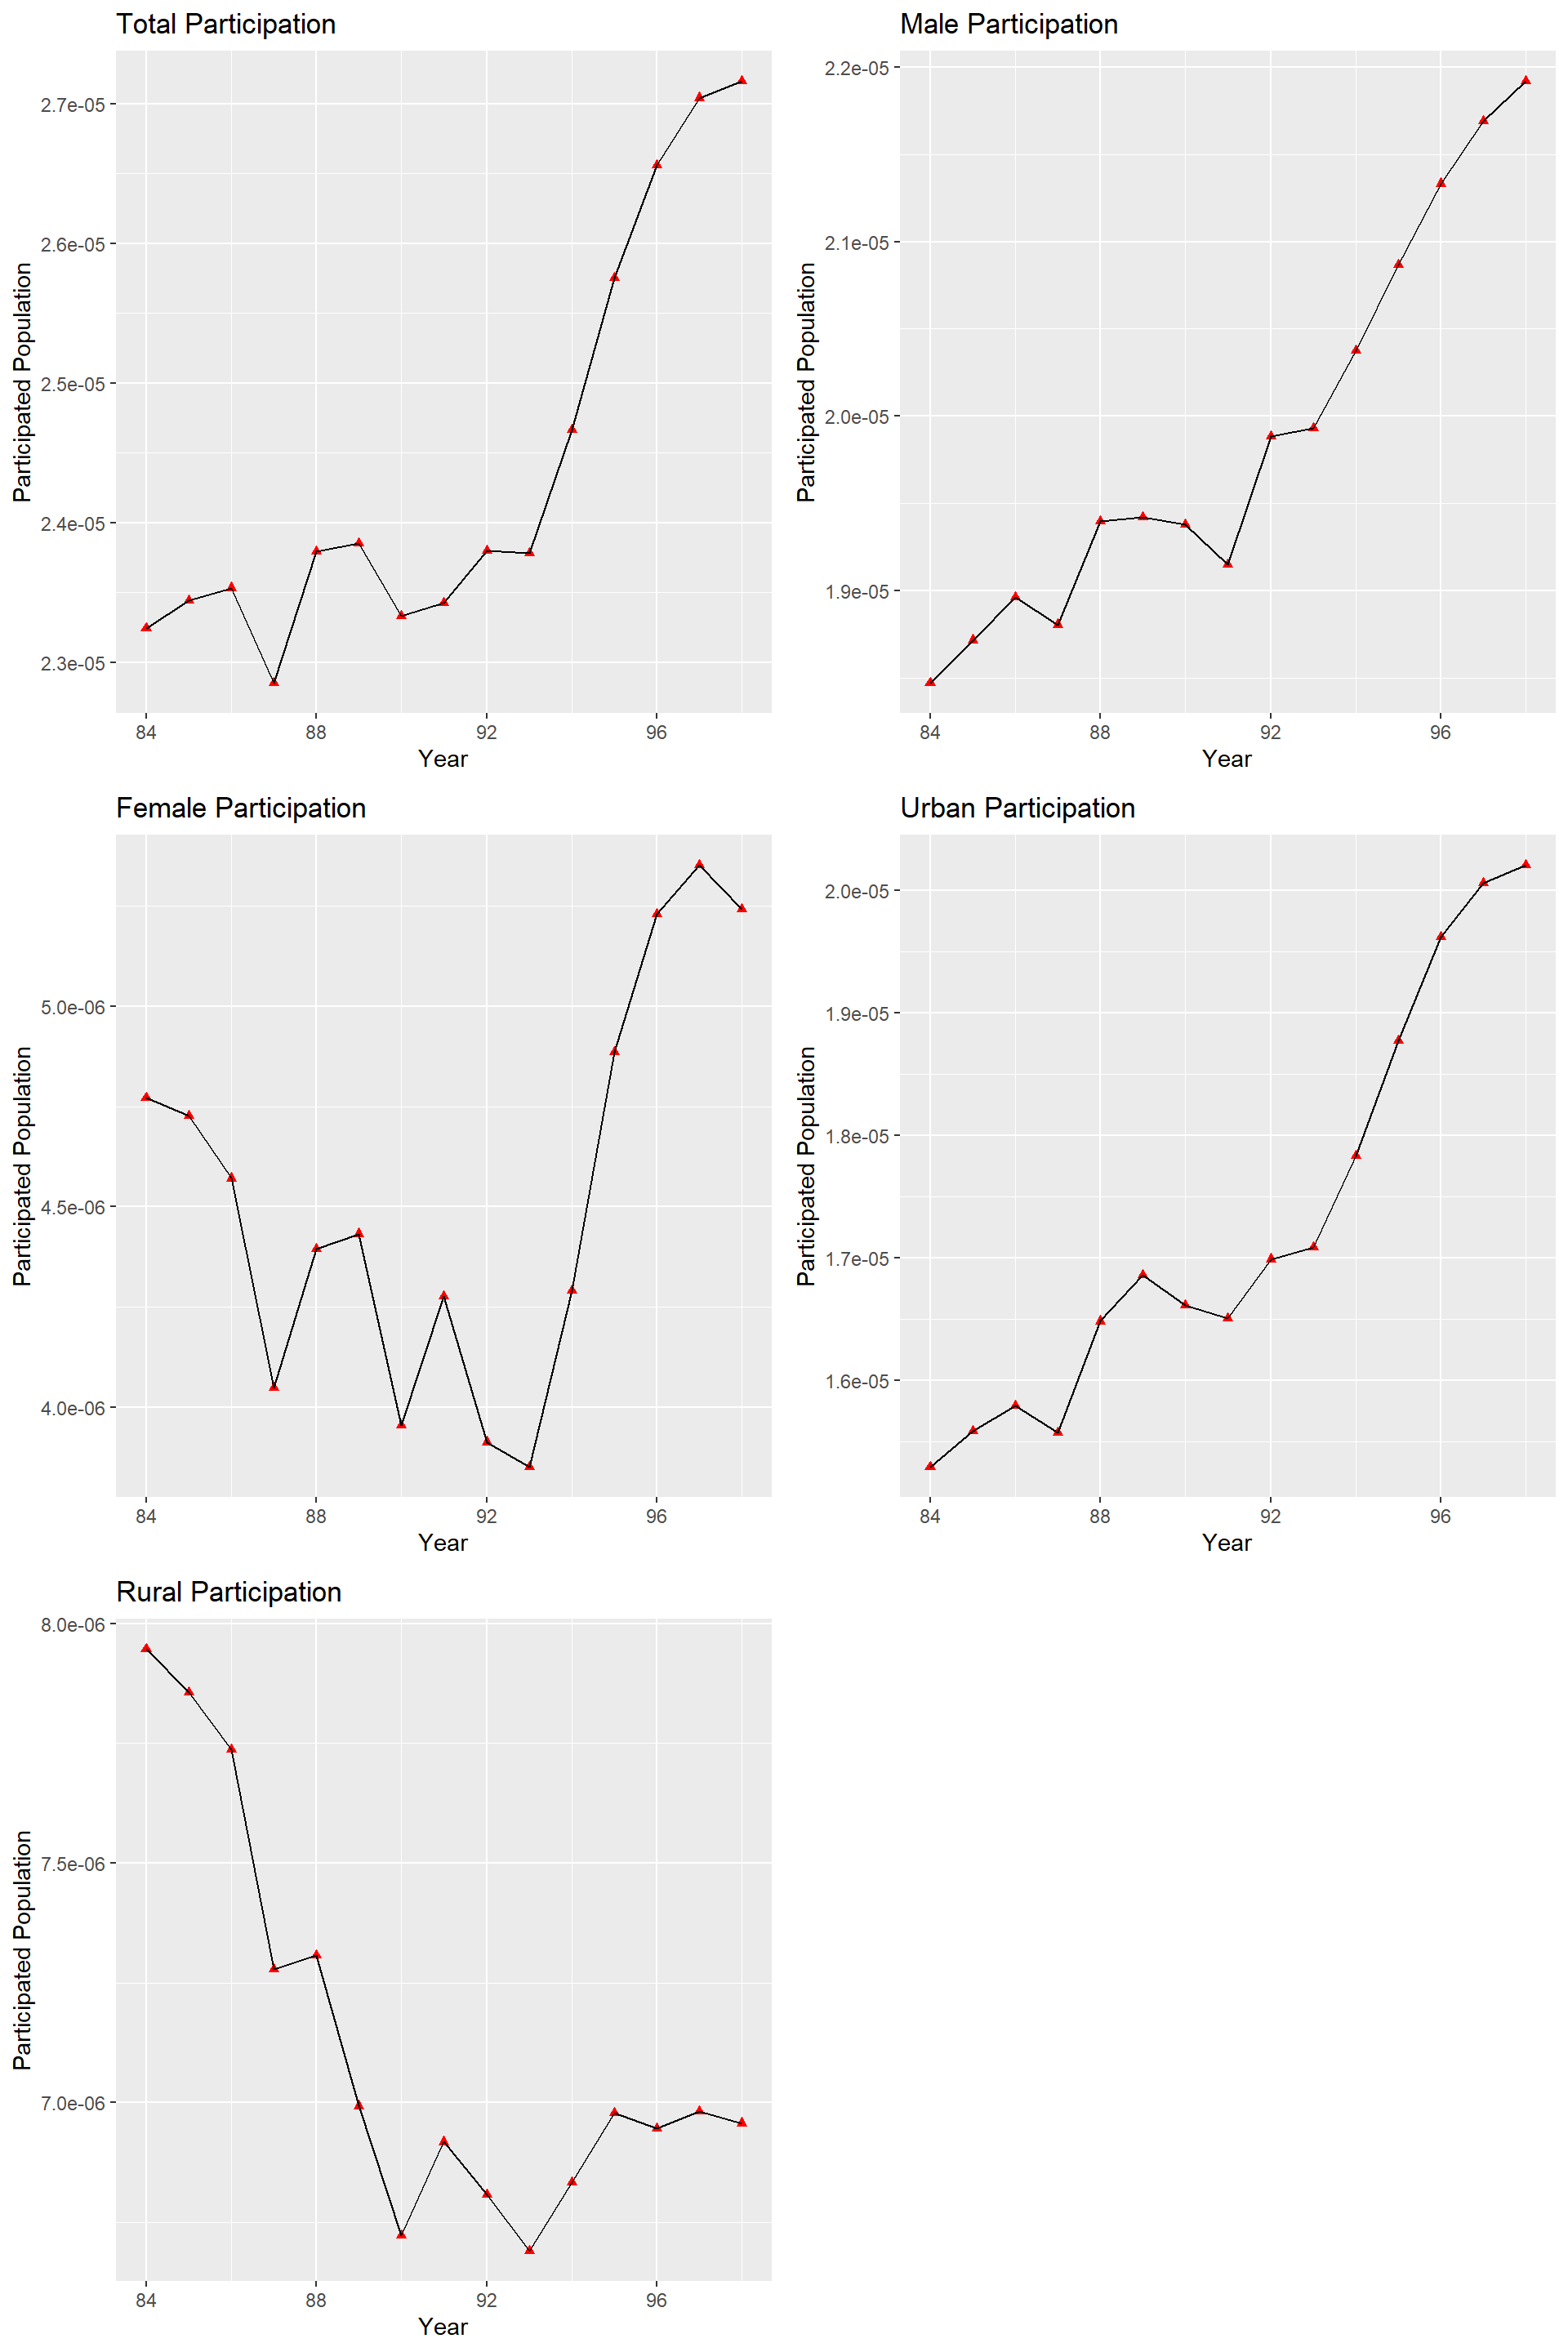 Total Participation
Participated Population
2.7e-05
2.6e-05
2.5e-05
2.4e-05
2.3e-05
84 88 92 96
Year
Male Participation
Participated Population
2.2e-05
2.1e-05
2.0e-05
1.9e-05
84 88 92 96
Year
Female Participation
Participated Population
5.0e-06
4.5e-06
4.0e-06
84 88 92 96
Year
Urban Participation
Participated Population
2.0e-05
1.9e-05
1.8e-05
1.7e-05
1.6e-05
84 88 92 96
Year
Rural Participation
Participated Population
8.0e-06
7.5e-06
7.0e-06
84 88 92 96
Year